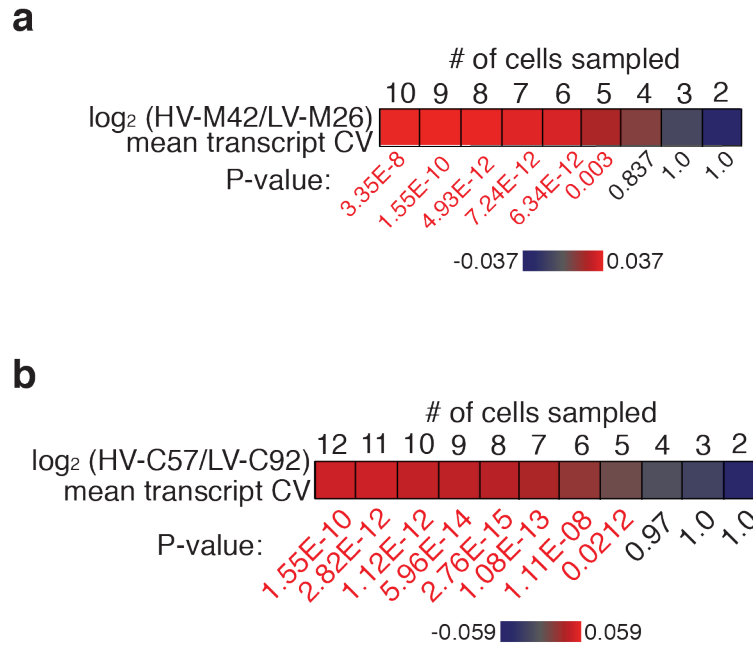 a
# of cells sampled
10 9 8 7 6 5 4 3 2
log₂ (HV-M42/LV-M26)
mean transcript CV
P-value:
3.35E-8 1.55E-10 4.93E-12 7.24E-12 6.34E-12 0.003 0.837 1.0 1.0
-0.037 0.037
b
# of cells sampled
12 11 10 9 8 7 6 5 4 3 2
log₂ (HV-C57/LV-C92)
mean transcript CV
P-value:
1.55E-10 2.82E-12 1.12E-12 5.96E-14 2.76E-15 1.08E-13 1.11E-08 0.0212 0.97 1.0 1.0
-0.059 0.059